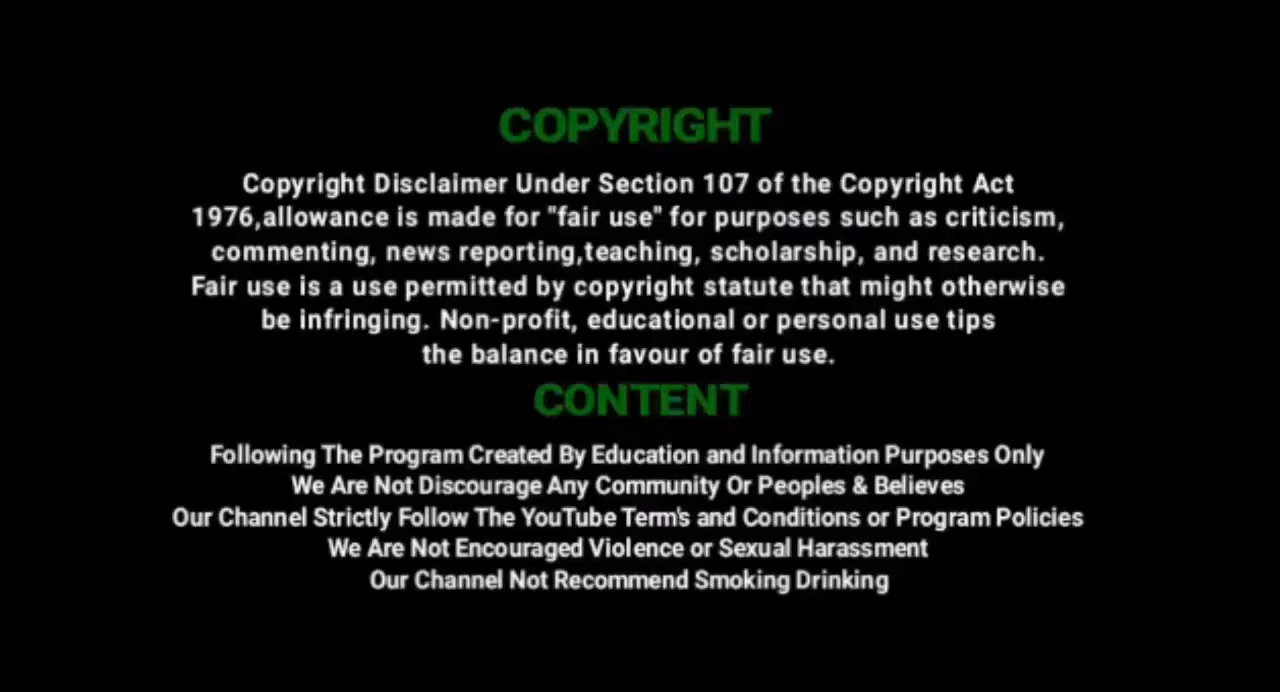 COPYRIGHT
Copyright Disclaimer Under Section 107 of the Copyright Act
1976,allowance is made for "fair use" for purposes such as criticism,
commenting, news reporting,teaching, scholarship, and research.
Fair use is a use permitted by copyright statute that might otherwise
be infringing. Non-profit, educational or personal use tips
the balance in favour of fair use.
CONTENT
Following The Program Created By Education and Information Purposes Only
We Are Not Discourage Any Community Or Peoples & Believes
Our Channel Strictly Follow The YouTube Term's and Conditions or Program Policies
We Are Not Encouraged Violence or Sexual Harassment
Our Channel Not Recommend Smoking Drinking